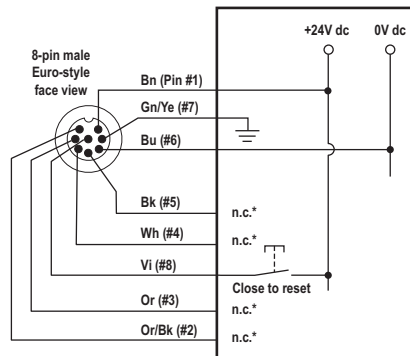 +24V dc
0V dc
8-pin male
Euro-style
face view
Bn (Pin #1)
Gn/Ye (#7)
Bu (#6)
Bk (#5)
n.c.*
Wh (#4)
n.c.*
Vi (#8)
Close to reset
Or (#3)
n.c.*
Or/Bk (#2)
n.c.*